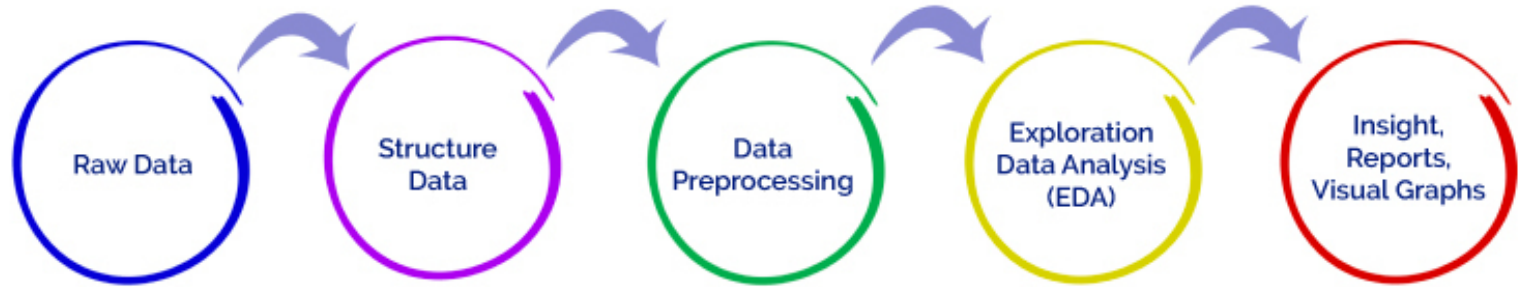 Raw Data
Structure
Data
Data
Preprocessing
Exploration
Data Analysis
(EDA)
Insight,
Reports,
Visual Graphs